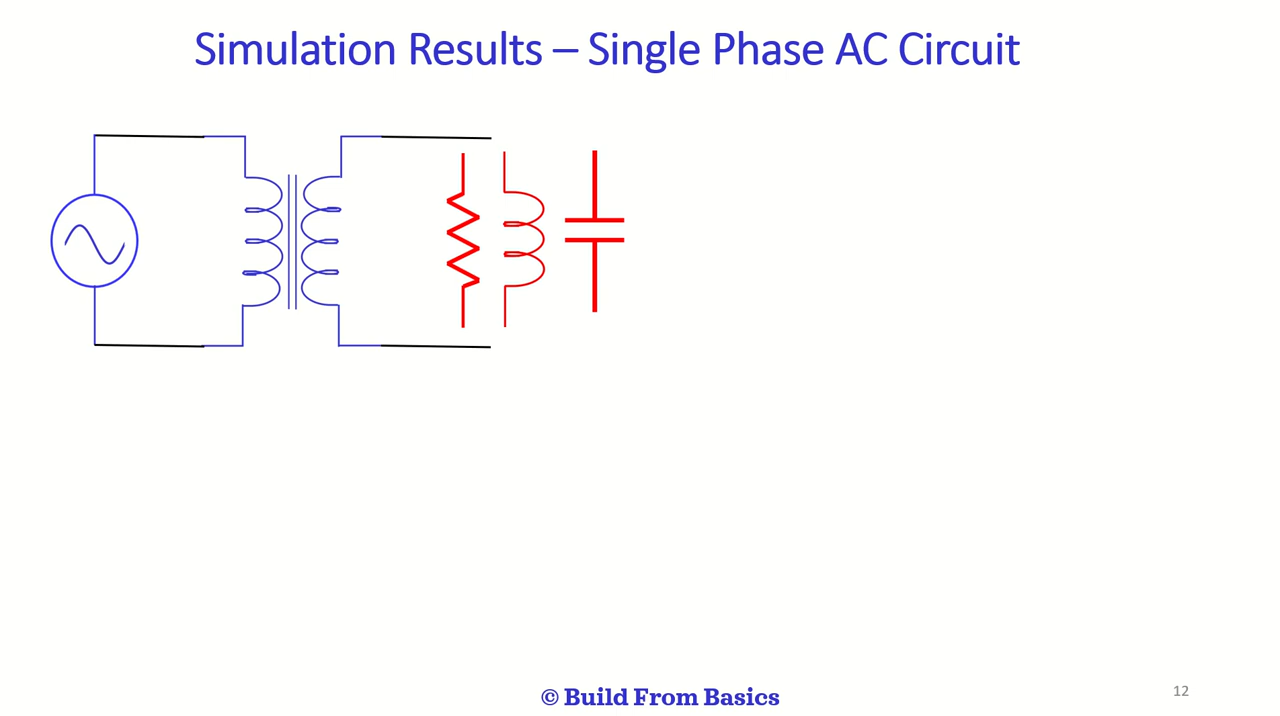 Simulation Results – Single Phase AC Circuit
© Build From Basics
12